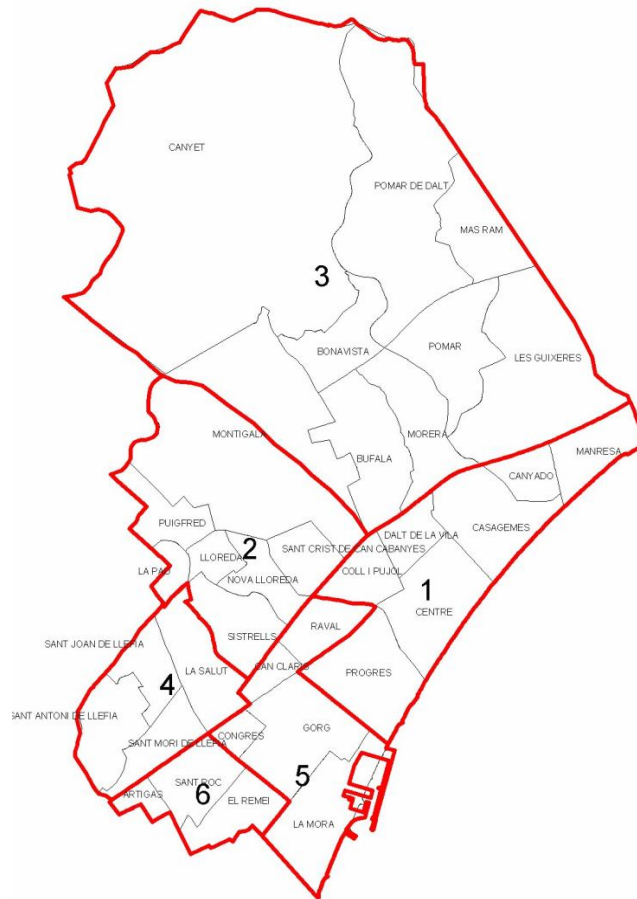 CANYET
POMAR DE DALT
MAS RAM
3
BONAVISTA
POMAR
LES GUIXERES
MONTIGALA
MORERA
BUFALA
MANRESA
CANYADO
PUIGFRED
CASAGEMES
DALT DE LA VILA
LLOREDA
2
SANT CRIST DE CAN CABANYES
LA PAU
COLL I PUJOL
NOVA LLOREDA
1
CENTRE
RAVAL
SISTRELLS
SANT JOAN DE LLEFIA
CAN CLARIS
LA SALUT
PROGRES
4
SANT ANTONI DE LLEFIA
GORG
CONGRES
SANT MORI DE LLEFIA
5
SANT ROC
ARTIGAS
6
EL REMEI
LA MORA